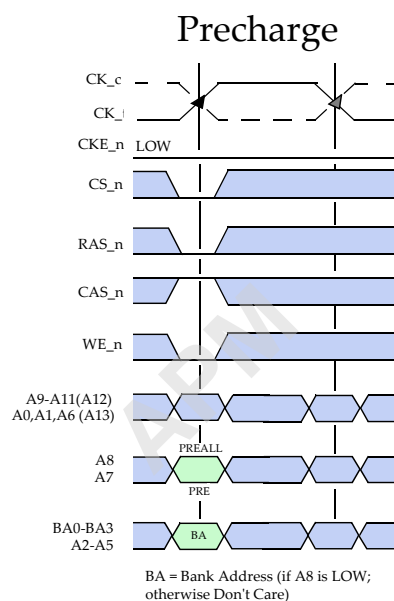 Precharge
CK_c
CK_t
CKE_n LOW
CS_n
RAS_n
CAS_n
WE_n
A9-A11(A12)
A0,A1,A6 (A13)
PREALL
A8
A7
PRE
BA0-BA3
A2-A5
BA
BA = Bank Address (if A8 is LOW;
otherwise Don't Care)
APM